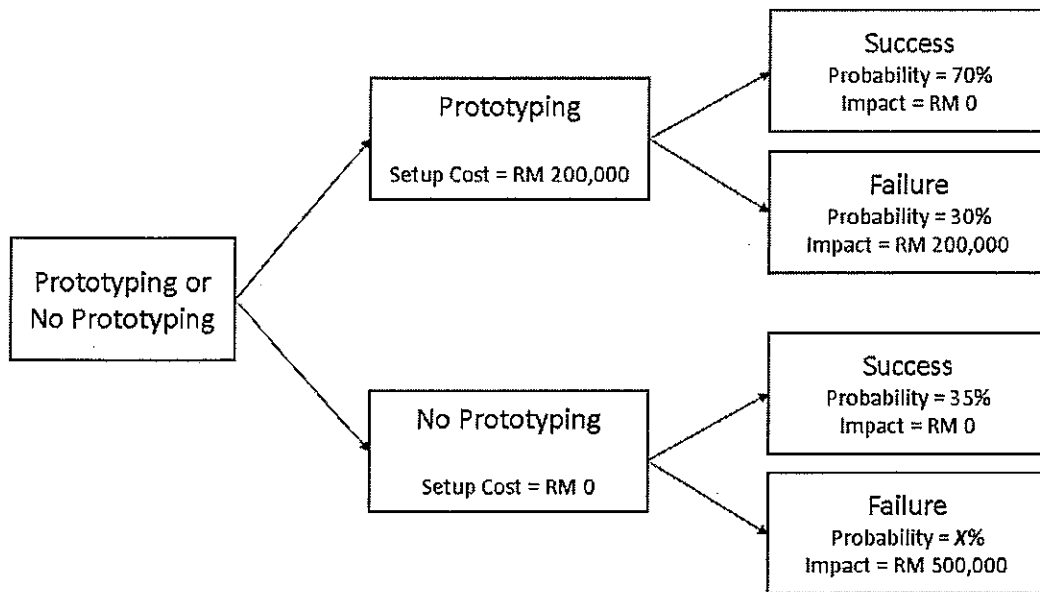 Prototyping or
No Prototyping
Prototyping
Setup Cost = RM 200,000
No Prototyping
Setup Cost = RM 0
Success
Probability = 70%
Impact = RM 0
Failure
Probability = 30%
Impact = RM 200,000
Success
Probability = 35%
Impact = RM 0
Failure
Probability = X%
Impact = RM 500,000